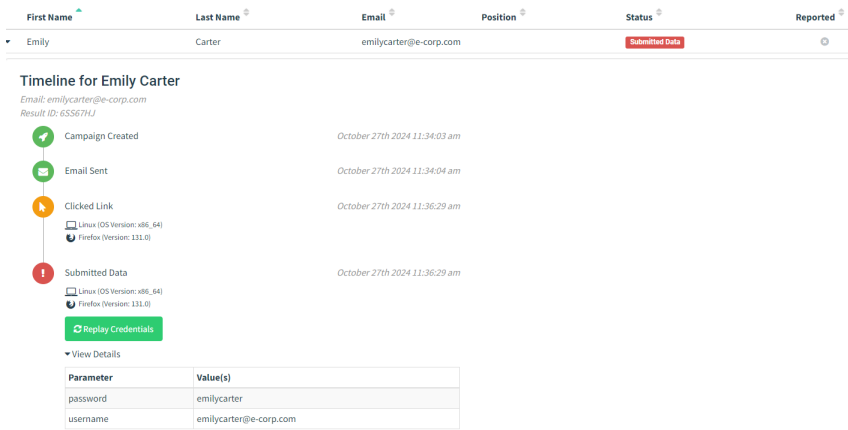 First Name Last Name Email Position Status Reported
Emily Carter emilycarter@e-corp.com Submitted Data
Timeline for Emily Carter
Email: emilycarter@e-corp.com
Result ID: 6SS67HJ
Campaign Created October 27th 2024 11:34:03 am
Email Sent October 27th 2024 11:34:04 am
Clicked Link October 27th 2024 11:36:29 am
Linux (OS Version: x86_64)
Firefox (Version: 131.0)
Submitted Data October 27th 2024 11:36:29 am
Linux (OS Version: x86_64)
Firefox (Version: 131.0)
Replay Credentials
View Details
Parameter Value(s)
password emilycarter
username emilycarter@e-corp.com